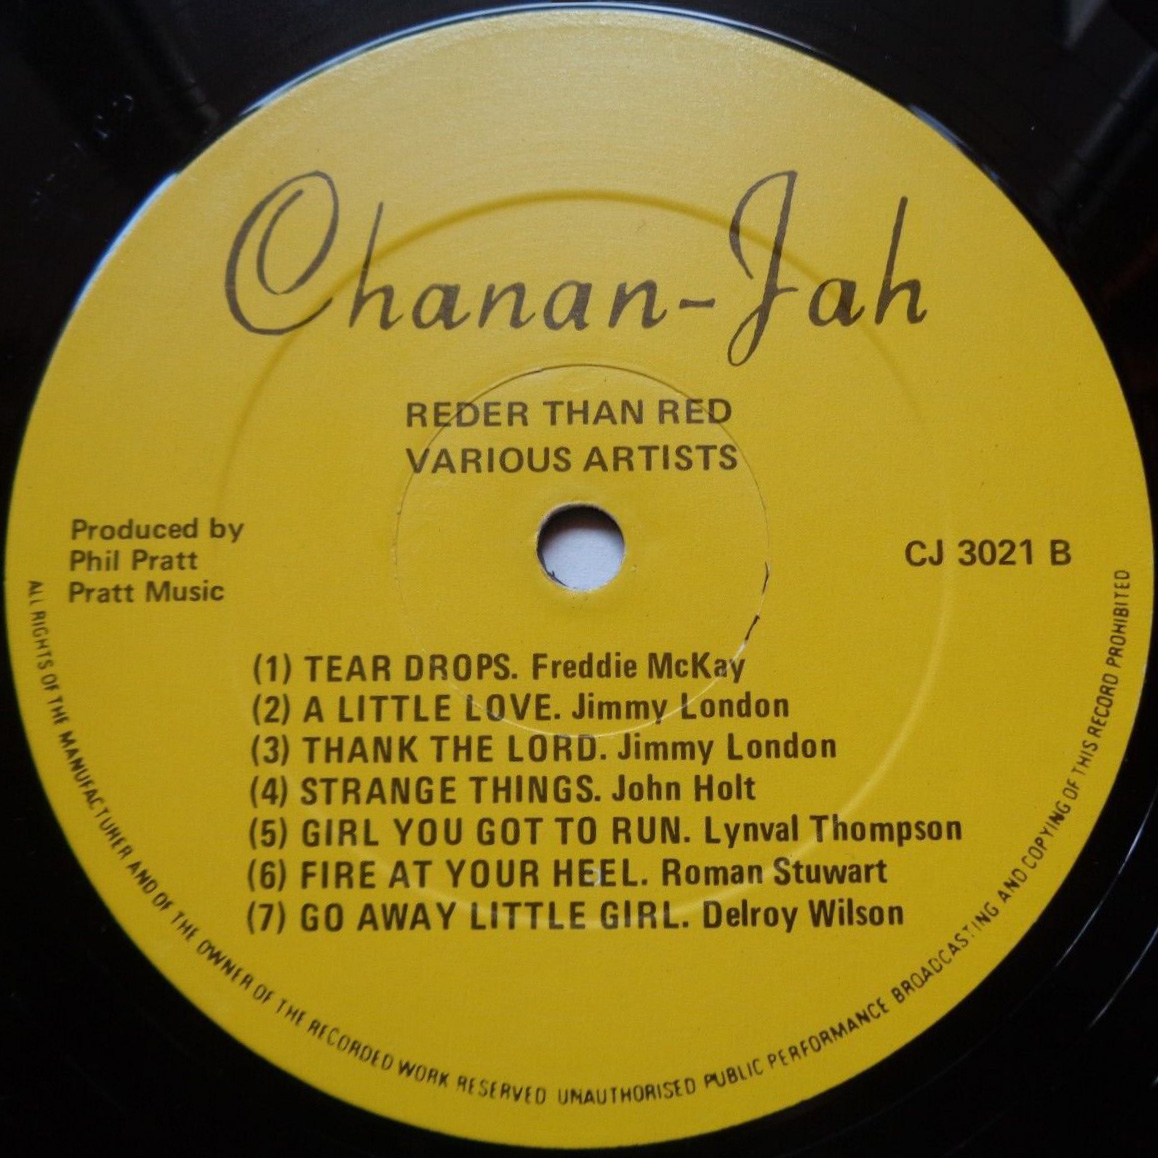 Chanan-Jah
REDER THAN RED
VARIOUS ARTISTS
Produced by
Phil Pratt
Pratt Music
CJ 3021 B
(1) TEAR DROPS. Freddie McKay
(2) A LITTLE LOVE. Jimmy London
(3) THANK THE LORD. Jimmy London
(4) STRANGE THINGS. John Holt
(5) GIRL YOU GOT TO RUN. Lynval Thompson
(6) FIRE AT YOUR HEEL. Roman Stuwart
(7) GO AWAY LITTLE GIRL. Delroy Wilson
ALL RIGHTS OF THE MANUFACTURER AND OF THE OWNER OF THE RECORDED WORK RESERVED UNAUTHORISED PUBLIC PERFORMANCE BROADCASTING AND COPYING OF THIS RECORD PROHIBITED